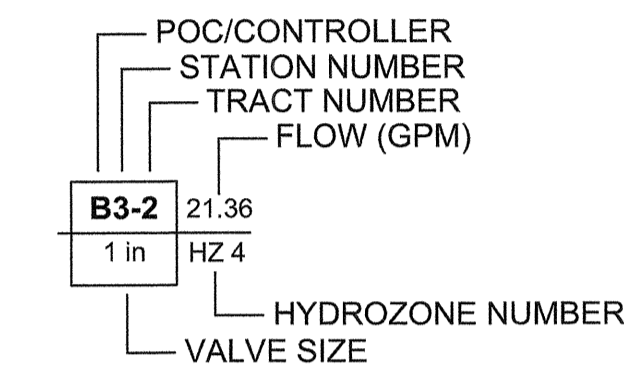 POC/CONTROLLER
STATION NUMBER
TRACT NUMBER
FLOW (GPM)
B3-2 21.36
1 in HZ 4
HYDROZONE NUMBER
VALVE SIZE